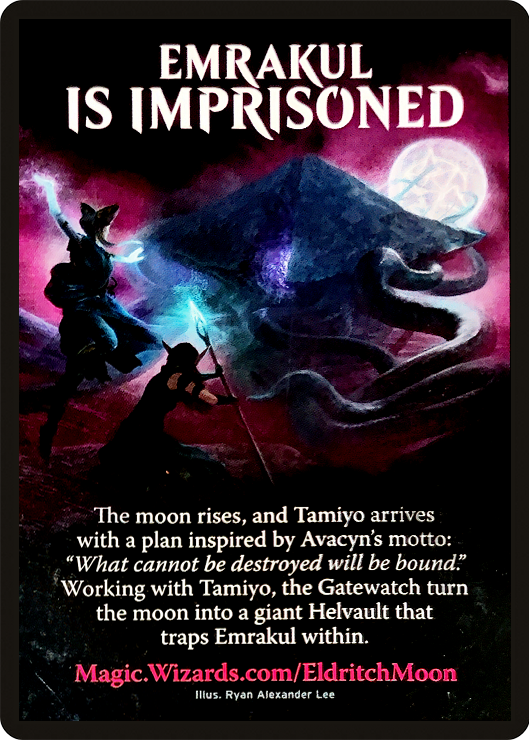 EMRAKUL
IS IMPRISONED
The moon rises, and Tamiyo arrives
with a plan inspired by Avacyn's motto:
“What cannot be destroyed will be bound.”
Working with Tamiyo, the Gatewatch turn
the moon into a giant Helvault that
traps Emrakul within.
Magic.Wizards.com/EldritchMoon
Illus. Ryan Alexander Lee